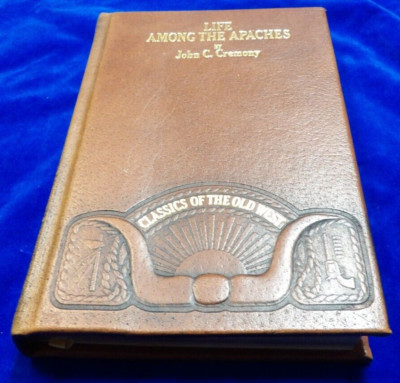 LIFE
AMONG THE APACHES
BY
John C. Cremony
CLASSICS OF THE OLD WEST